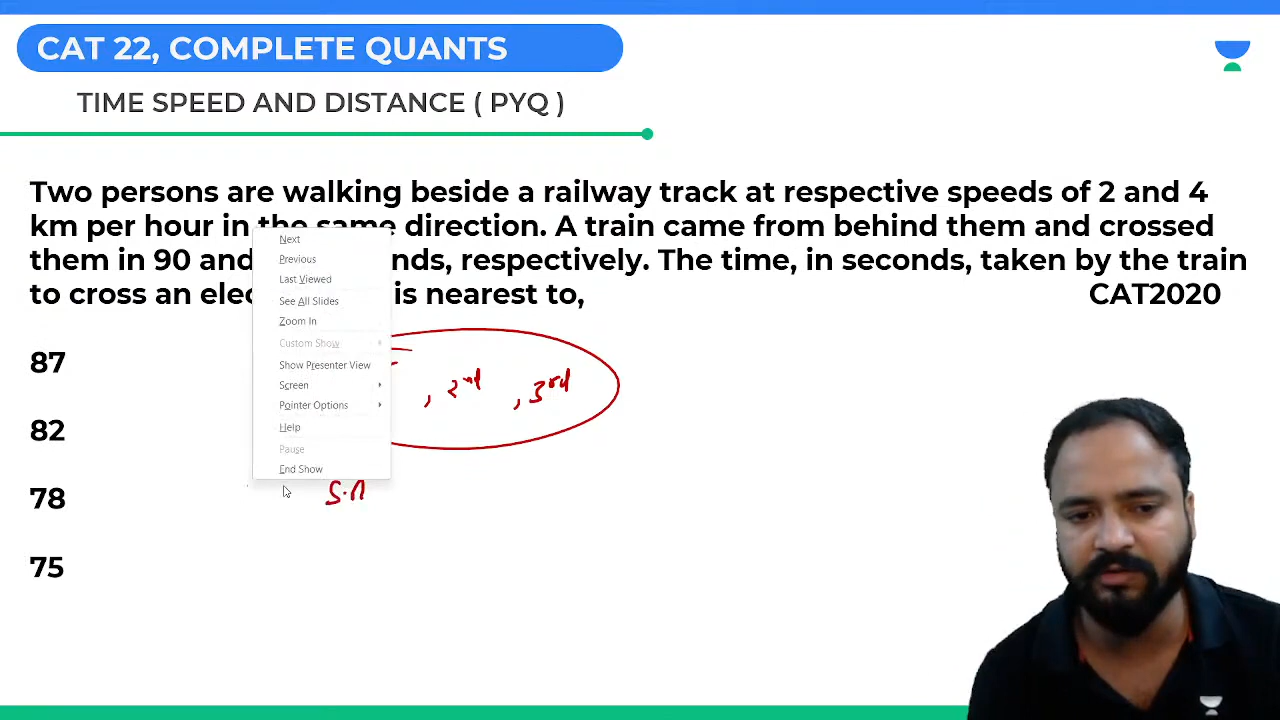 CAT 22, COMPLETE QUANTS
TIME SPEED AND DISTANCE ( PYQ )
Two persons are walking beside a railway track at respective speeds of 2 and 4
km per hour in the same direction. A train came from behind them and crossed
them in 90 and nds, respectively. The time, in seconds, taken by the train
to cross an elec is nearest to, CAT2020
Next
Previous
Last Viewed
See All Slides
Zoom In
Custom Show
Show Presenter View
Screen
Pointer Options
Help
Pause
End Show
87
, 2nd , 3rd
82
78
75